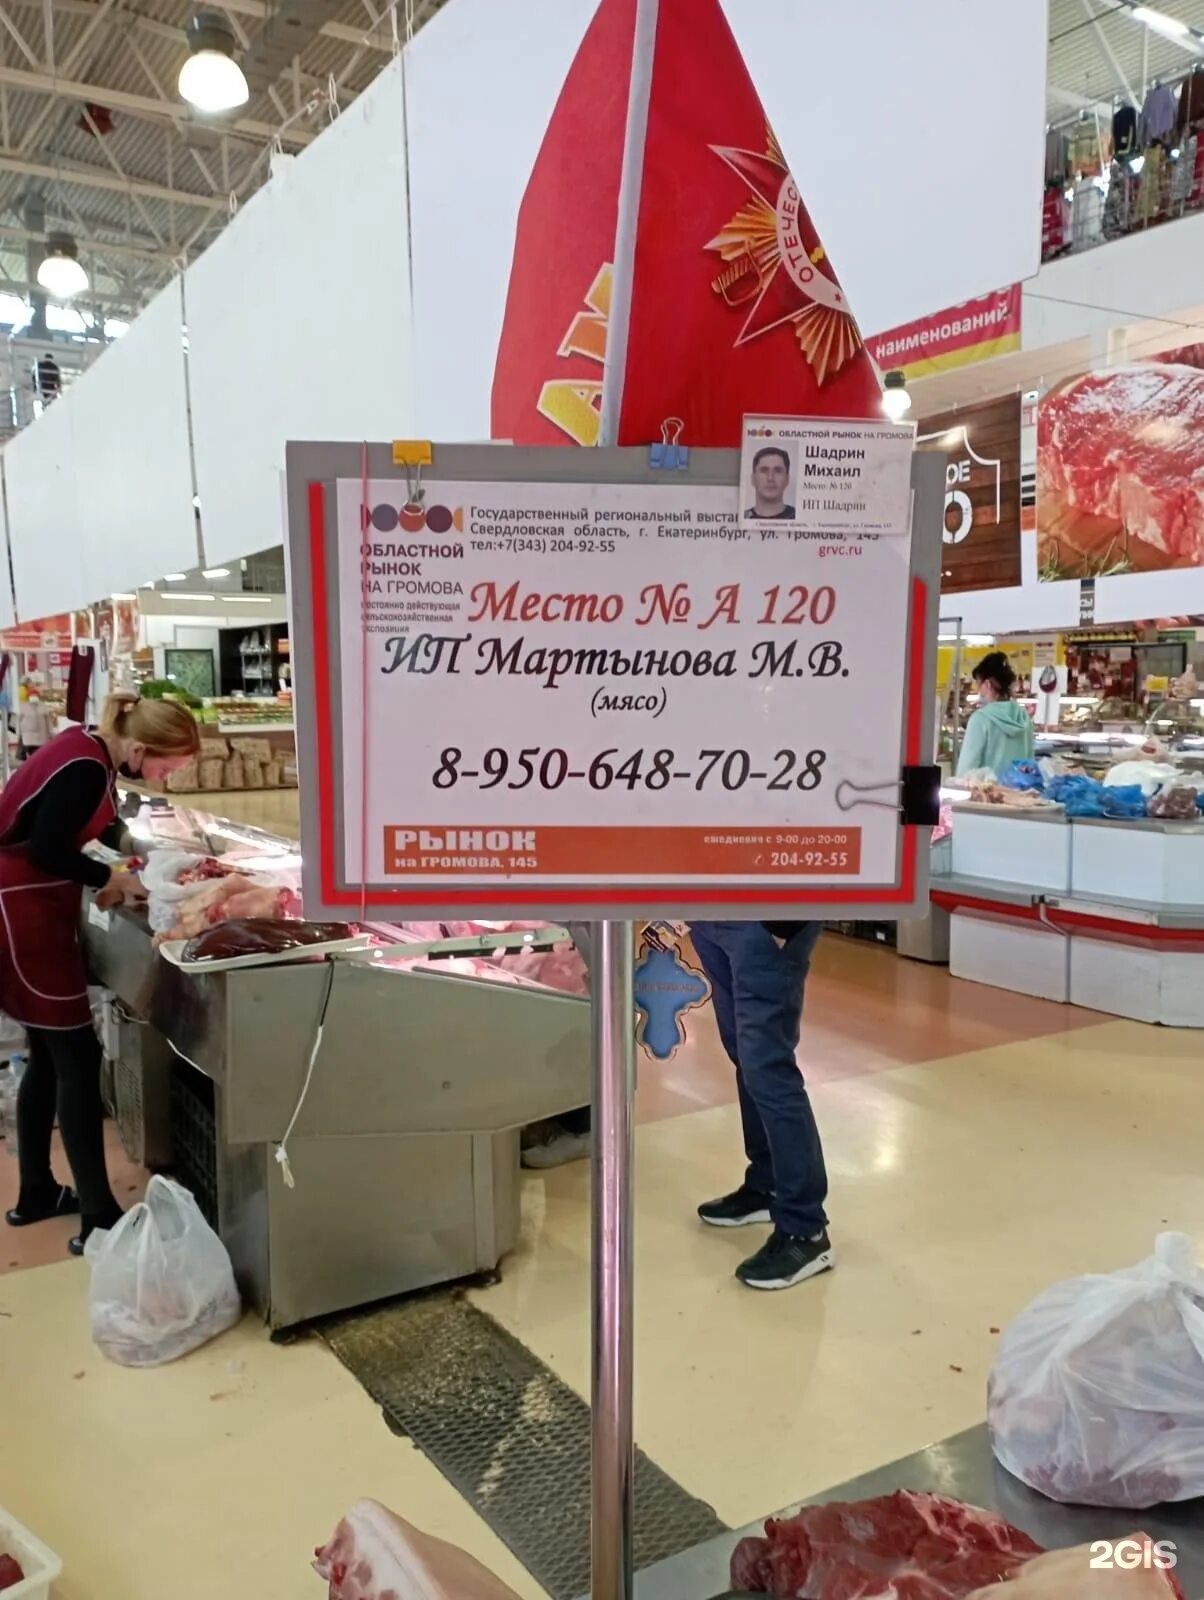 ОТЕЧЕС
АМ
наименований
ОБЛАСТНОЙ РЫНОК НА ГРОМОВА
Шадрин
Михаил
Место: № 120
ИП Шадрин
ОБЛАСТНОЙ
РЫНОК
НА ГРОМОВА
постоянно действующая
сельскохозяйственная
экспозиция
Государственный региональный выста
Свердловская область, г. Екатеринбург, ул. Громова, 145
тел:+7(343) 204-92-55
grvc.ru
Место № А 120
ИП Мартынова М.В.
(мясо)
8-950-648-70-28
РЫНОК
на ГРОМОВА, 145
ежедневно с 9-00 до 20-00
204-92-55
2GIS